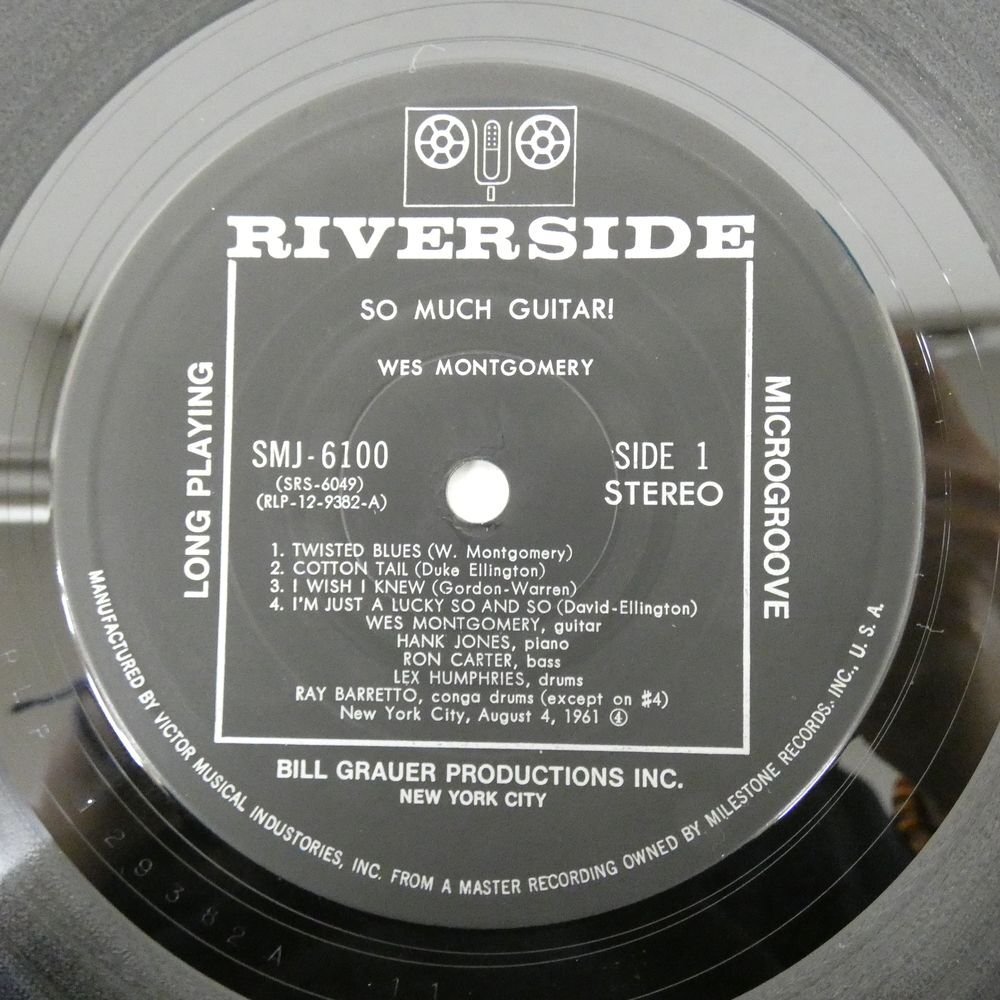 RIVERSIDE
SO MUCH GUITAR!
WES MONTGOMERY
LONG PLAYING
MICROGROOVE
SMJ-6100
(SRS-6049)
(RLP-12-9382-A)
SIDE 1
STEREO
1. TWISTED BLUES (W. Montgomery)
2. COTTON TAIL (Duke Ellington)
3. I WISH I KNEW (Gordon-Warren)
4. I'M JUST A LUCKY SO AND SO (David-Ellington)
WES MONTGOMERY, guitar
HANK JONES, piano
RON CARTER, bass
LEX HUMPHRIES, drums
RAY BARRETTO, conga drums (except on #4)
New York City, August 4, 1961 ④
BILL GRAUER PRODUCTIONS INC.
NEW YORK CITY
MANUFACTURED BY VICTOR MUSICAL INDUSTORIES, INC. FROM A MASTER RECORDING OWNED BY MILESTONE RECORDS, INC., U. S. A.
RLP 129382 A 11